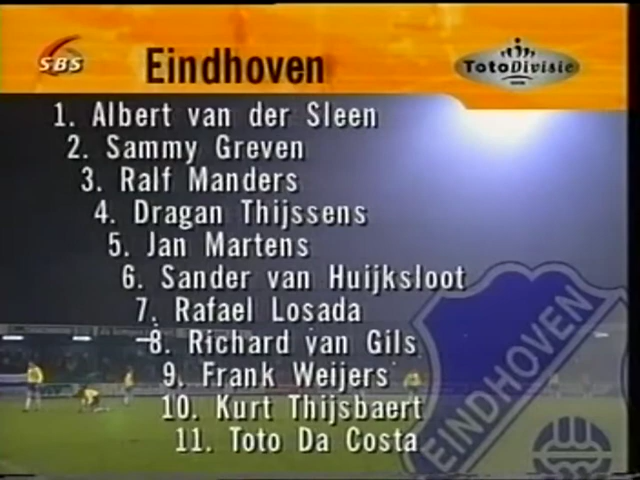 SBS
Eindhoven
TotoDivisie
1. Albert van der Sleen
2. Sammy Greven
3. Ralf Manders
4. Dragan Thijssens
5. Jan Martens
6. Sander van Huijksloot
7. Rafael Losada
8. Richard van Gils
9. Frank Weijers
10. Kurt Thijsbaert
11. Toto Da Costa
EINDHOVEN